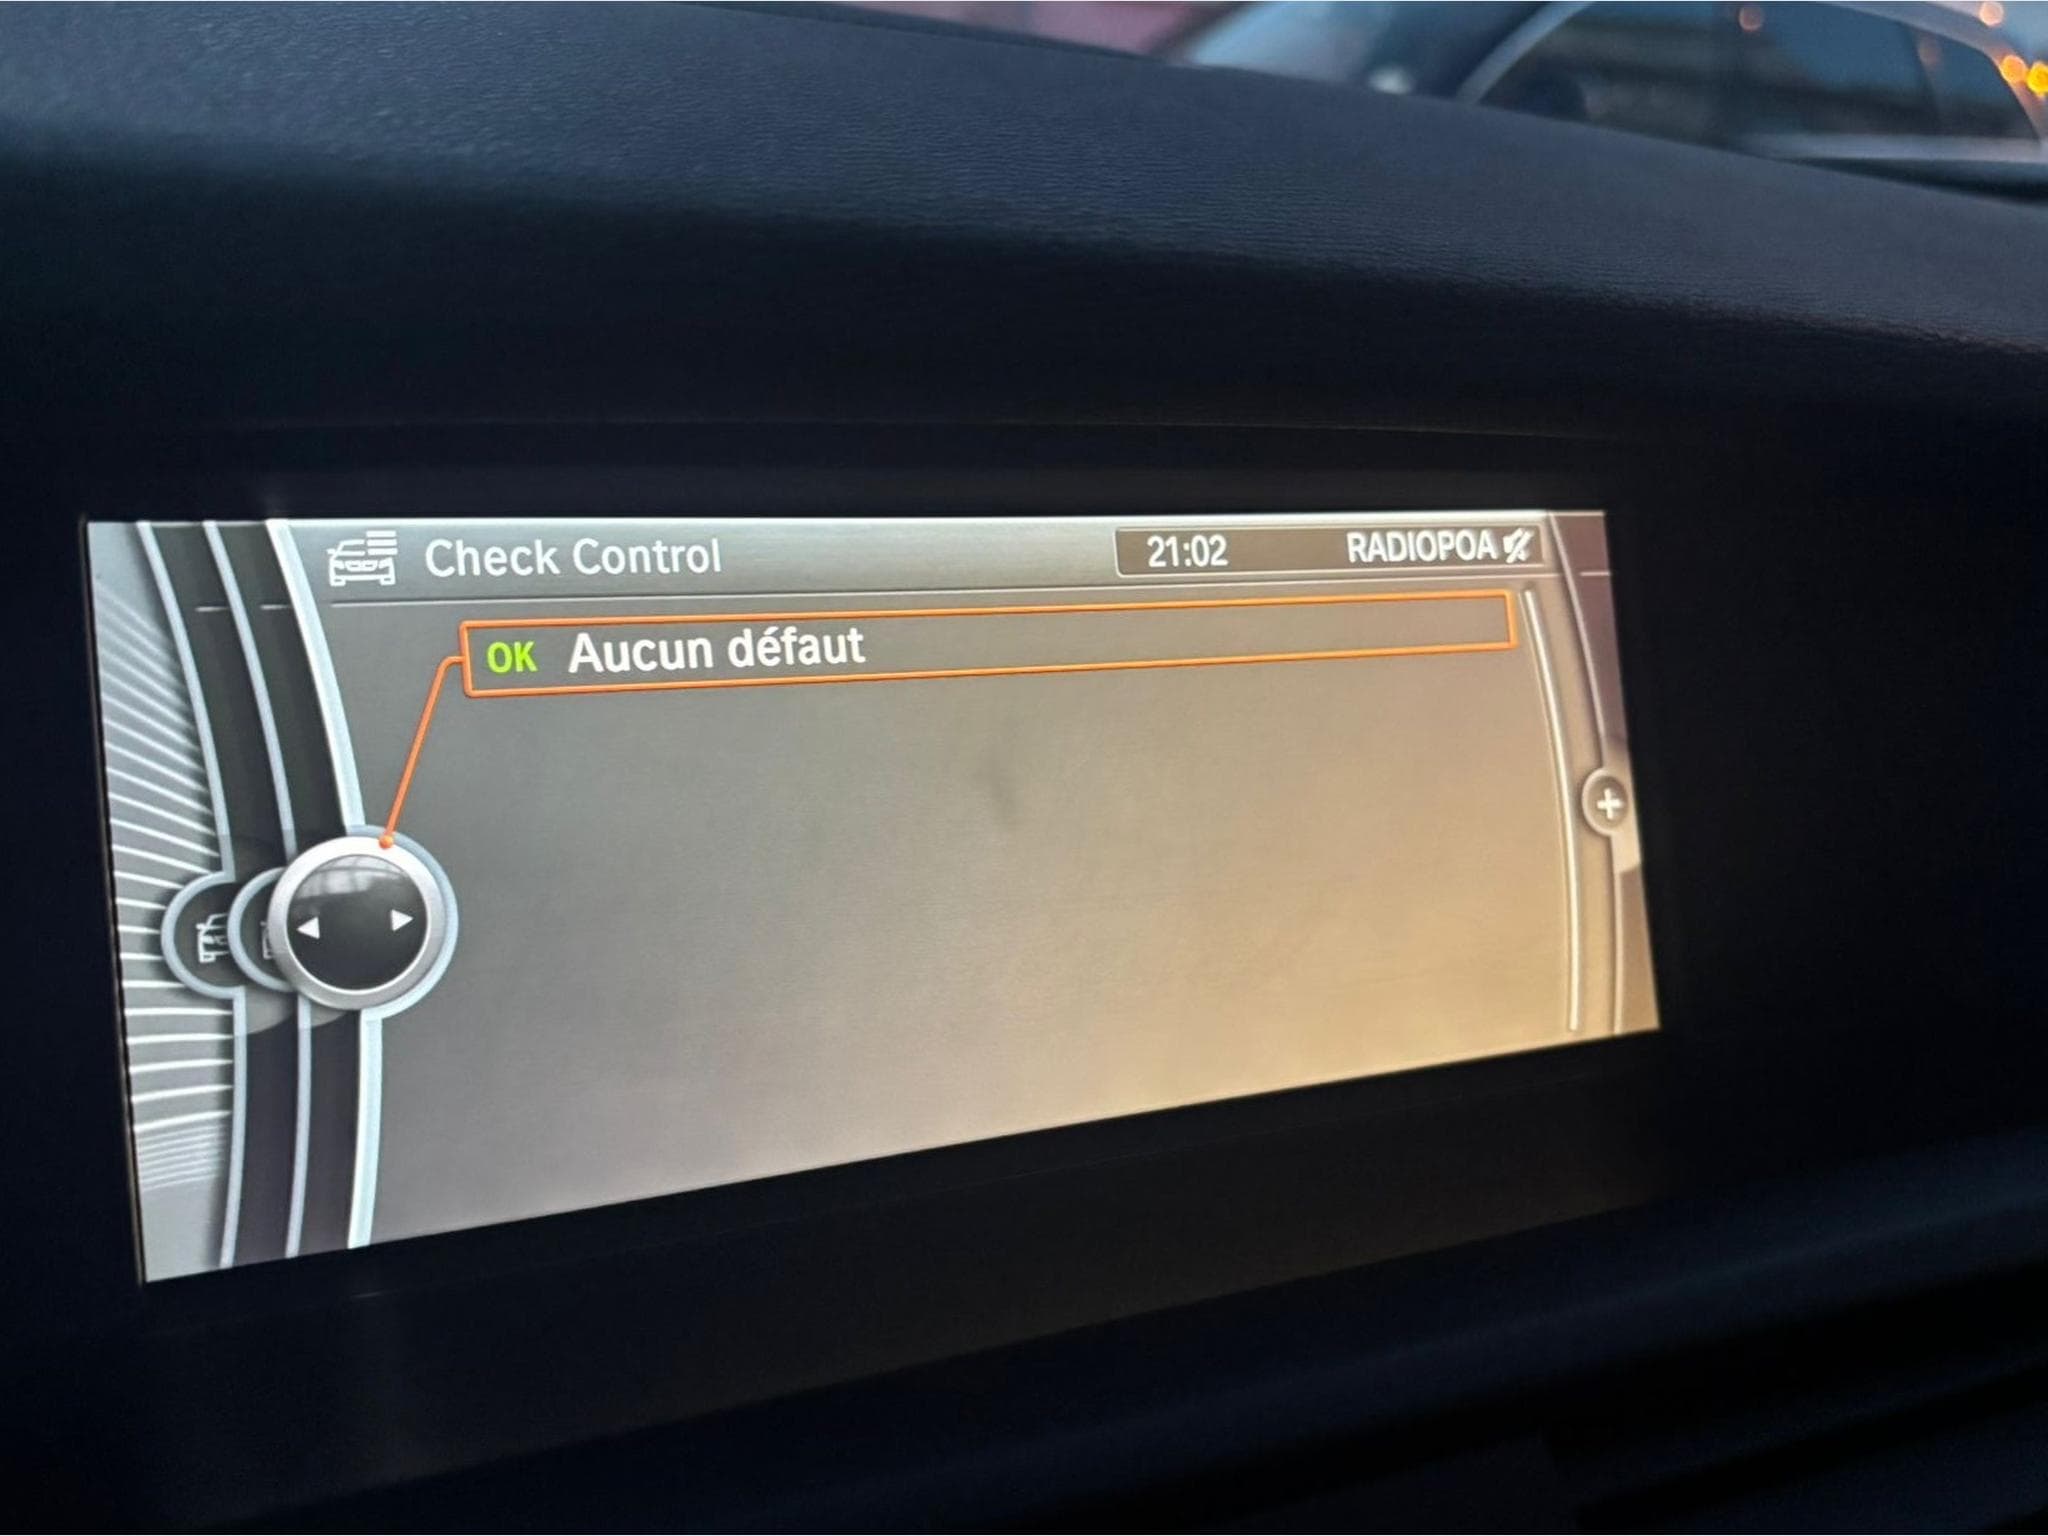 Check Control
21:02 RADIOPOA
OK Aucun défaut